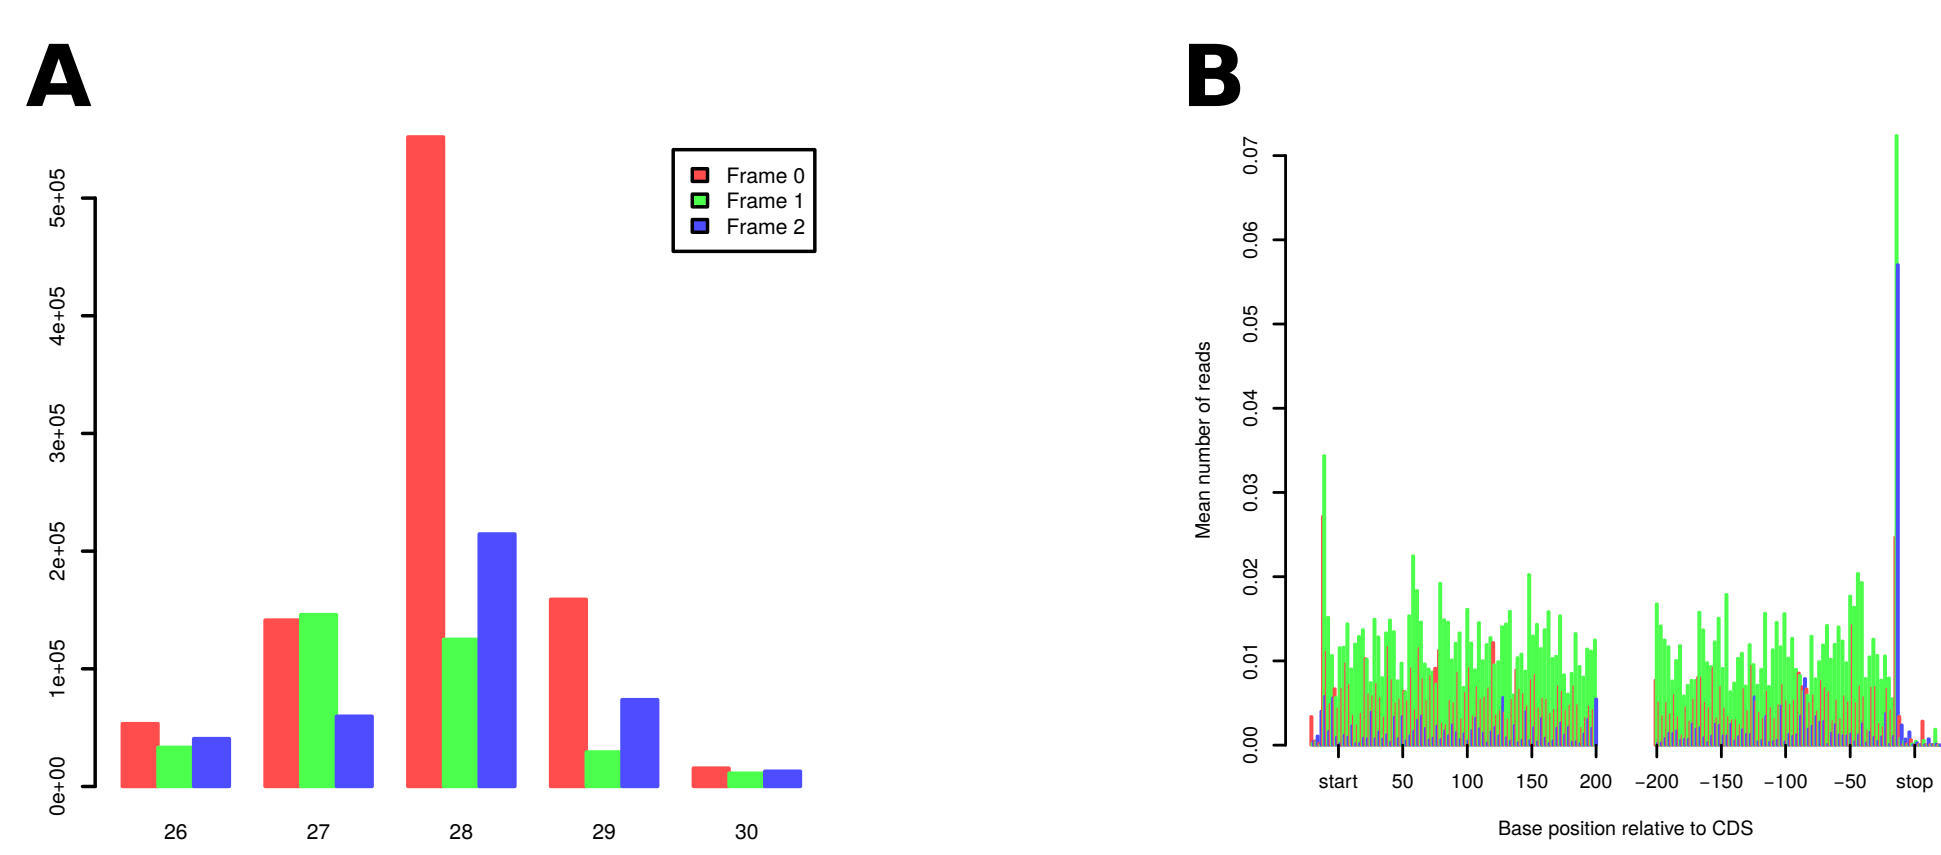 A
B
Frame 0
Frame 1
Frame 2
0e+00 1e+05 2e+05 3e+05 4e+05 5e+05
26 27 28 29 30
Mean number of reads
0.00 0.01 0.02 0.03 0.04 0.05 0.06 0.07
start 50 100 150 200 −200 −150 −100 −50 stop
Base position relative to CDS